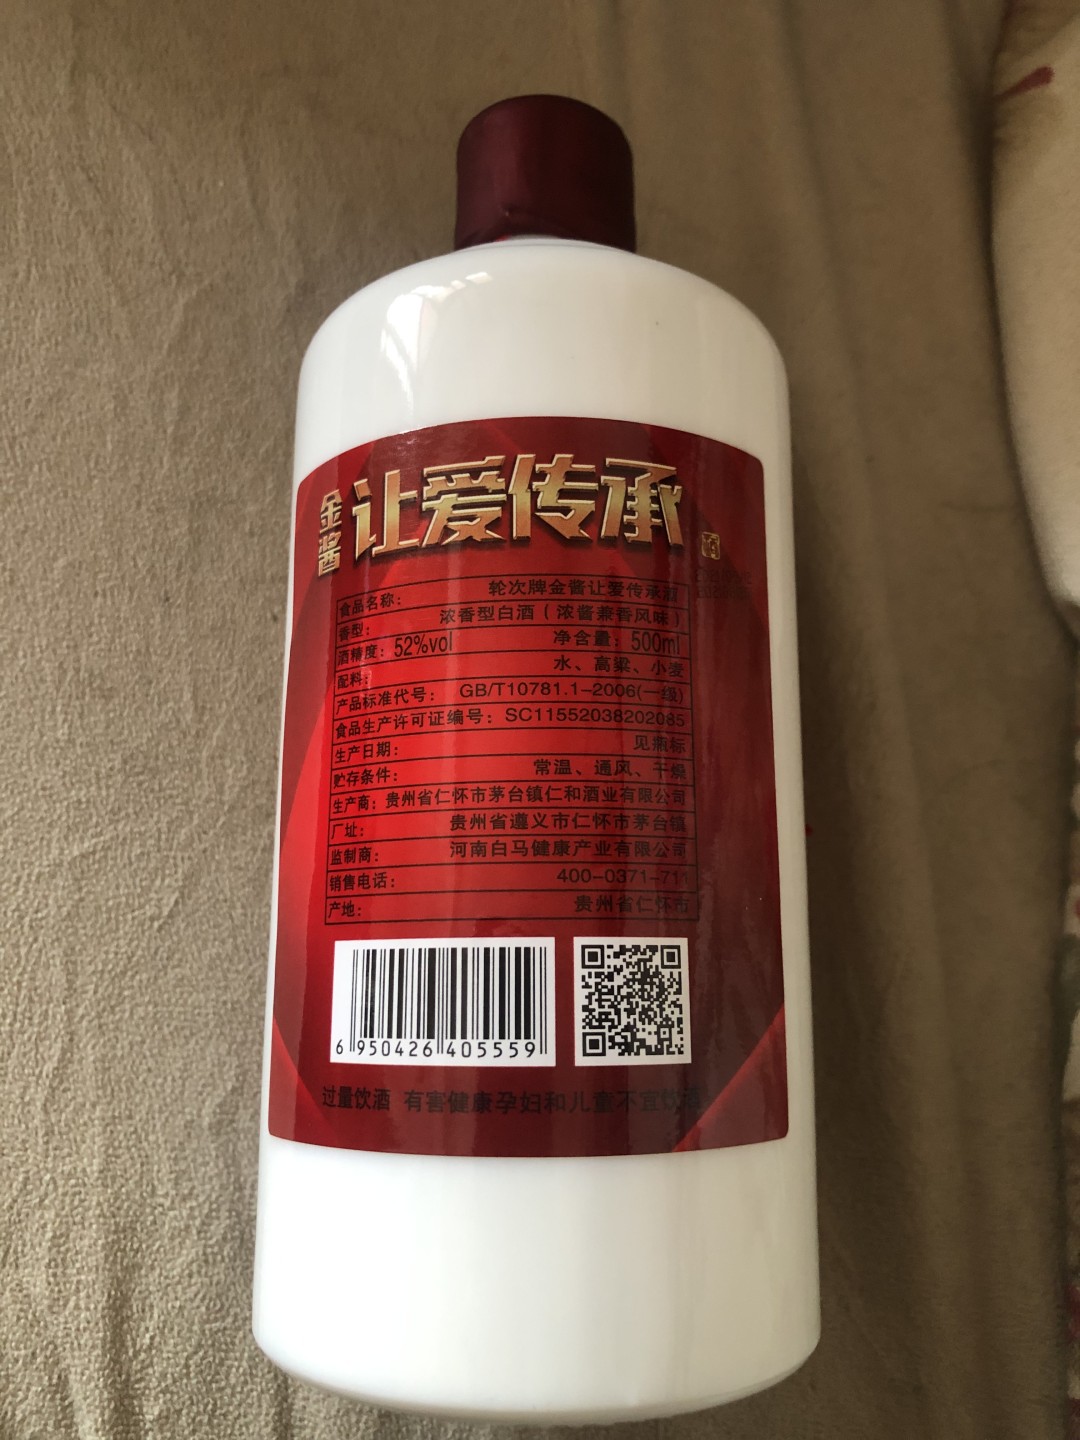 金酱 让爱传承
食品名称： 轮次牌金酱让爱传承酒
香型： 浓香型白酒（浓酱兼香风味）
酒精度：52%vol 净含量：500ml
配料： 水、高粱、小麦
产品标准代号： GB/T10781.1-2006(一级)
食品生产许可证编号：SC11552038202085
生产日期： 见瓶标
贮存条件： 常温、通风、干燥
生产商：贵州省仁怀市茅台镇仁和酒业有限公司
厂址： 贵州省遵义市仁怀市茅台镇
监制商： 河南白马健康产业有限公司
销售电话： 400-0371-711
产地： 贵州省仁怀市
6 950426 405559
过量饮酒 有害健康孕妇和儿童不宜饮酒